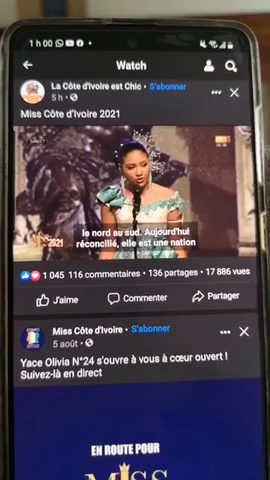 1 h 00
Watch
La Côte d'Ivoire est Chic • S'abonner
5 h •
Miss Côte d'Ivoire 2021
le nord au sud. Aujourd'hui
réconcilié, elle est une nation
2021
1 045 116 commentaires • 136 partages • 17 886 vues
J'aime
Commenter
Partager
Miss Côte d'Ivoire • S'abonner
5 août •
Yace Olivia N°24 s'ouvre à vous à cœur ouvert !
Suivez-là en direct
EN ROUTE POUR
MISS